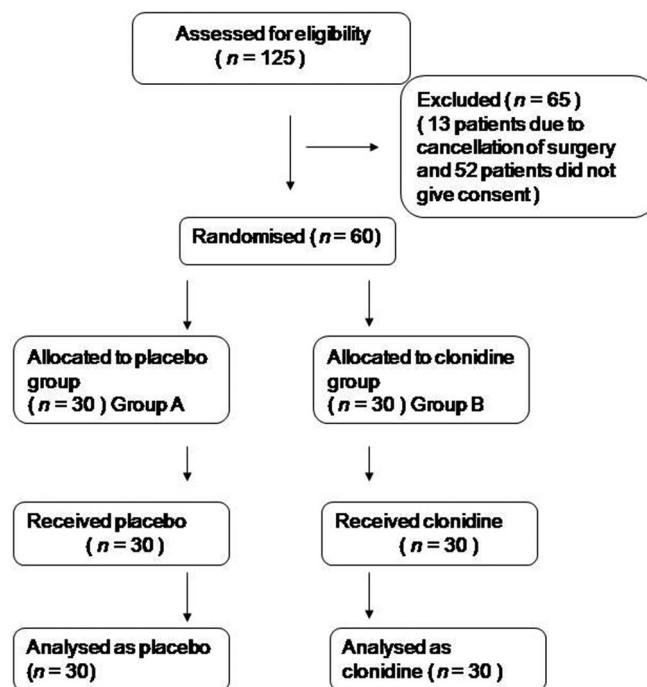 Assessed for eligibility
( n = 125)
Excluded ( n = 65 )
( 13 patients due to
cancellation of surgery
and 52 patients did not
give consent )
Randomised ( n = 60)
Allocated to placebo
group
( n = 30 ) Group A
Allocated to clonidine
group
( n = 30 ) Group B
Received placebo
( n = 30 )
Received clonidine
( n = 30 )
Analysed as placebo
(n = 30)
Analysed as
clonidine ( n = 30 )